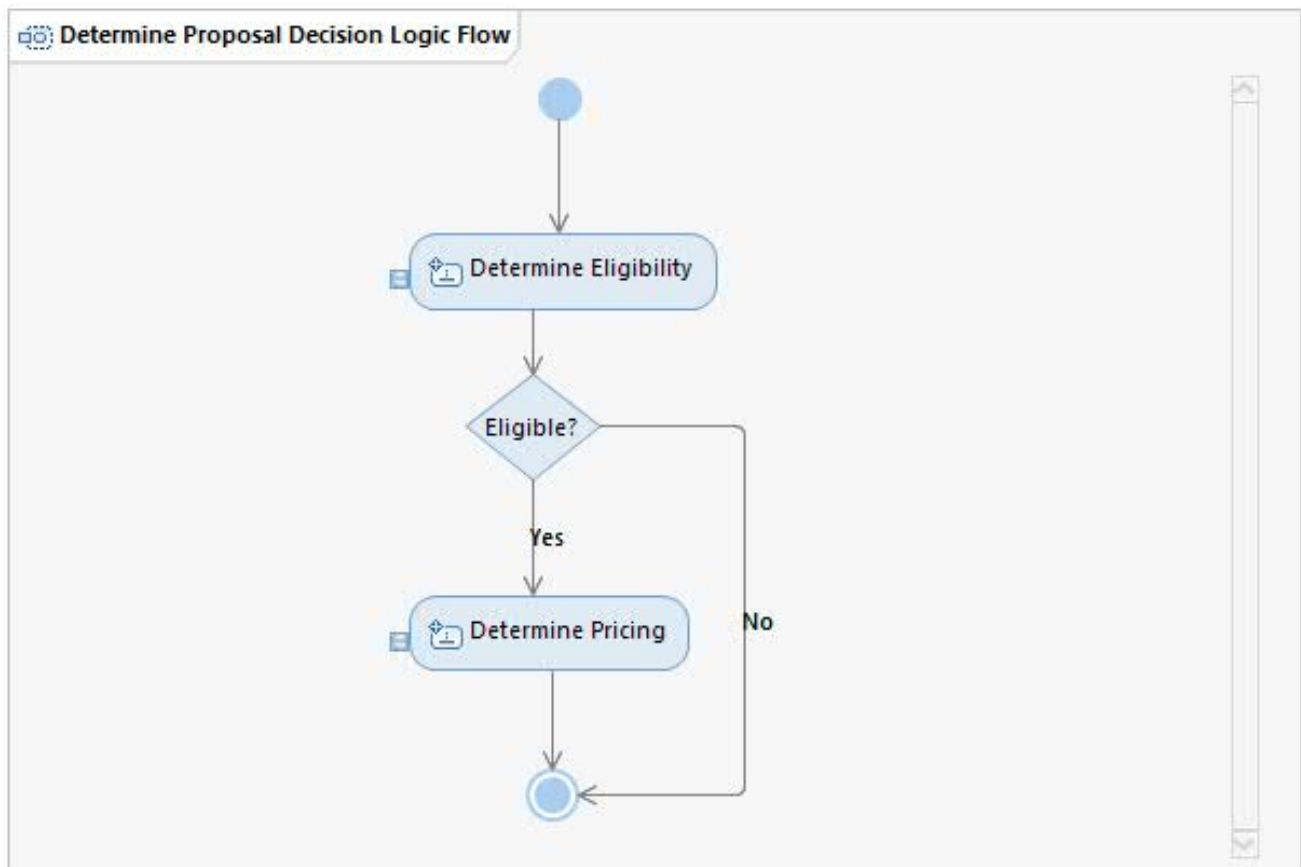 Determine Proposal Decision Logic Flow
Determine Eligibility
Eligible?
Yes
Determine Pricing
No